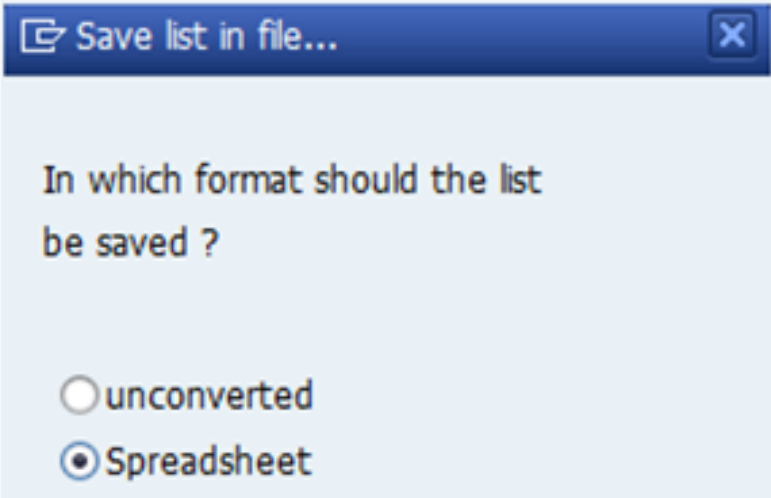 Save list in file...
In which format should the list
be saved ?
unconverted
Spreadsheet